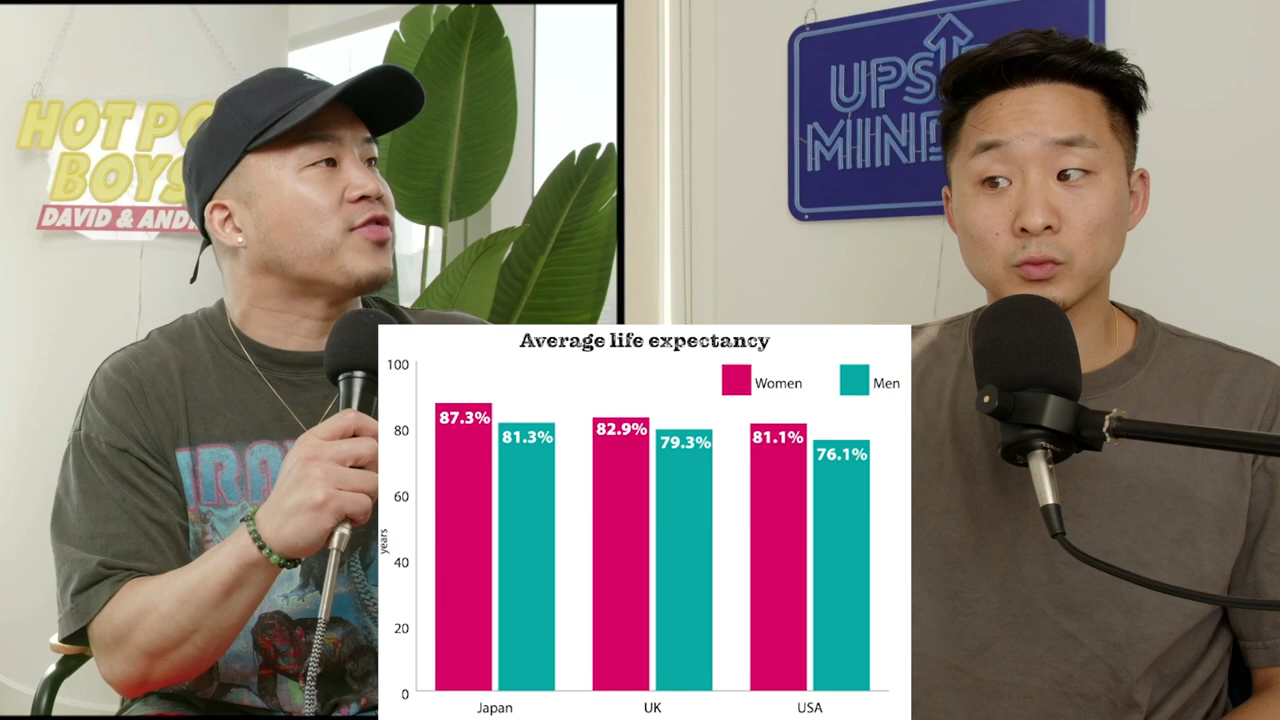 HOT PO
BOYS
DAVID & AND
UPS
MIND
Average life expectancy
Women
Men
100
80
60
40
20
0
years
87.3%
81.3%
82.9%
79.3%
81.1%
76.1%
Japan
UK
USA